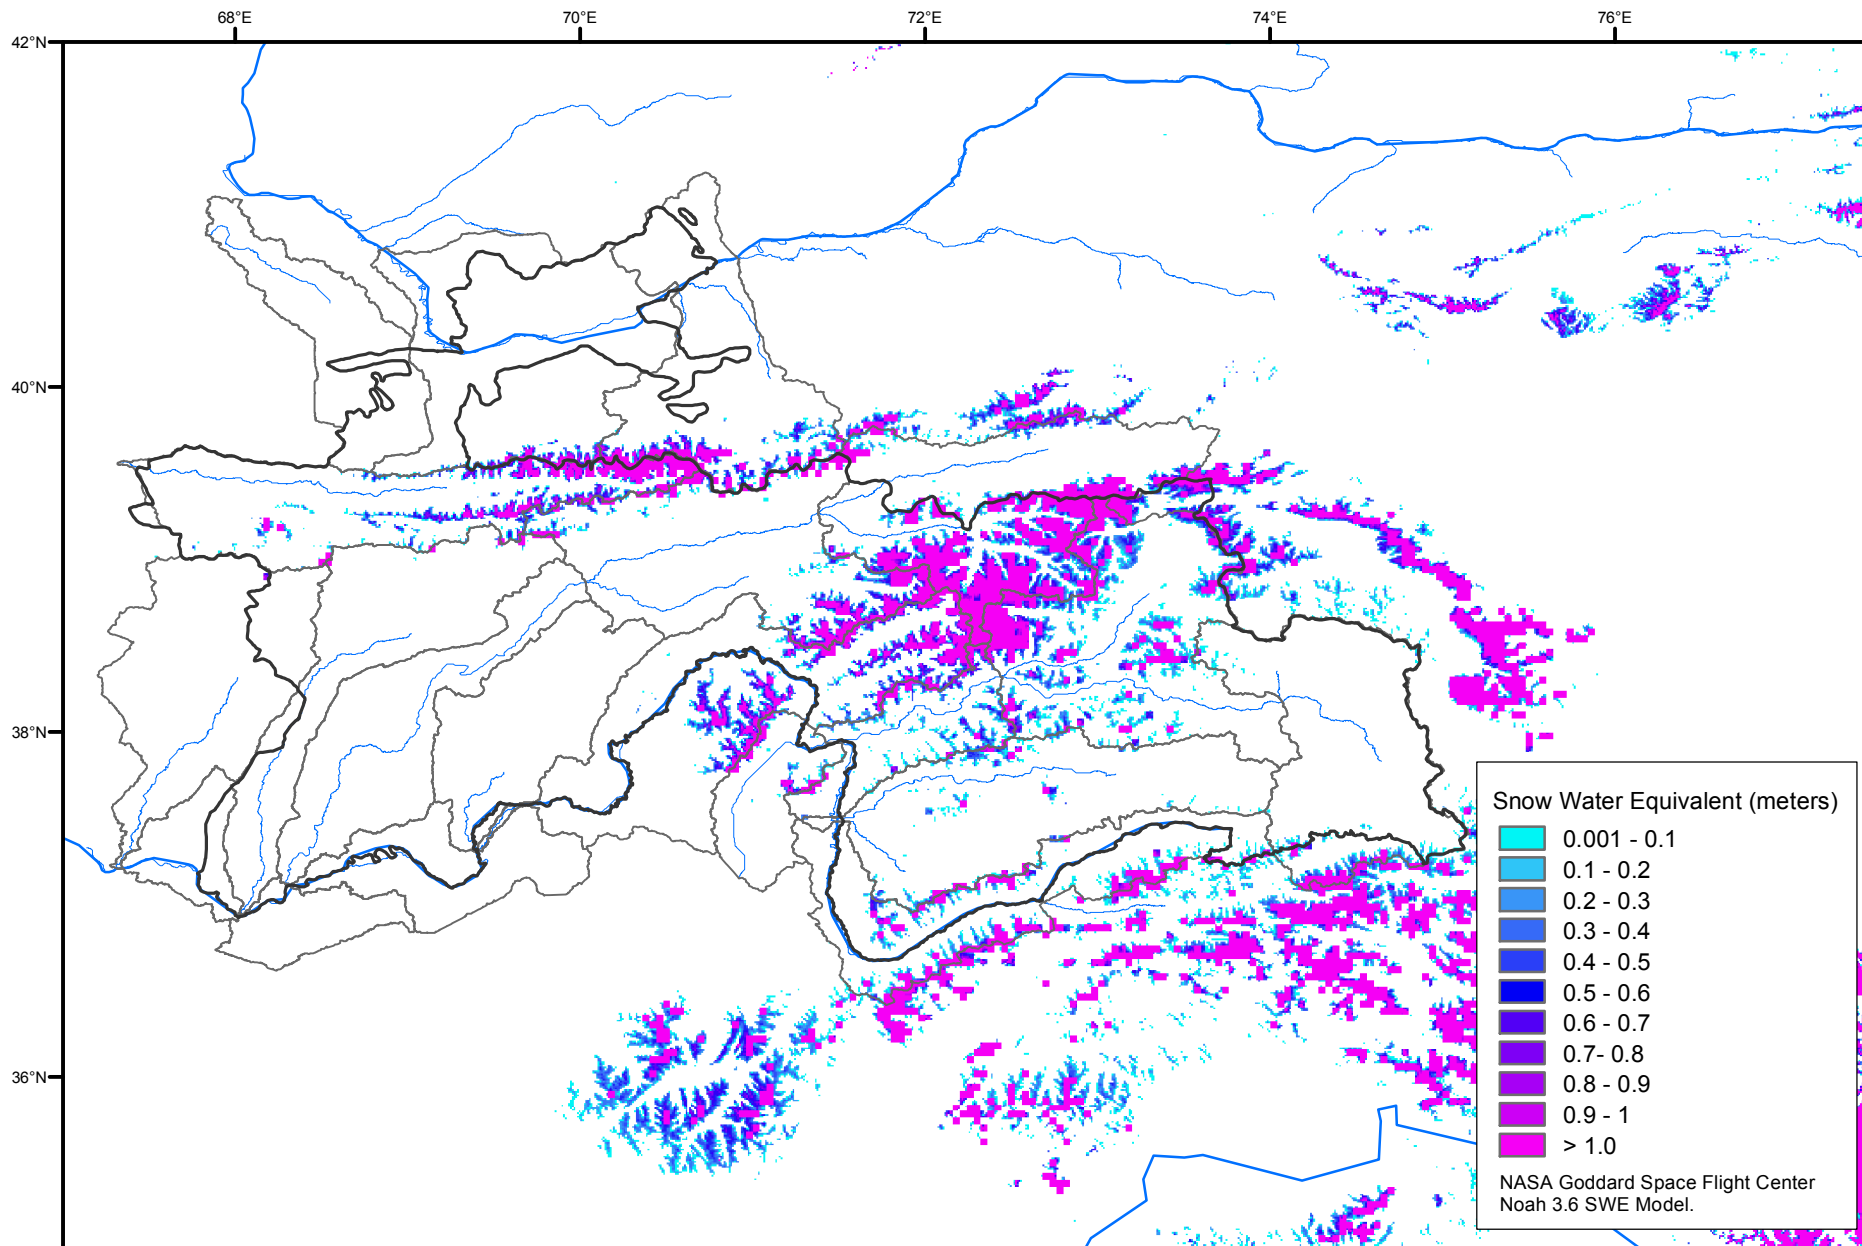 68°E
70°E
72°E
74°E
76°E
42°N
40°N
38°N
36°N
Snow Water Equivalent (meters)
0.001 - 0.1
0.1 - 0.2
0.2 - 0.3
0.3 - 0.4
0.4 - 0.5
0.5 - 0.6
0.6 - 0.7
0.7- 0.8
0.8 - 0.9
0.9 - 1
> 1.0
NASA Goddard Space Flight Center
Noah 3.6 SWE Model.